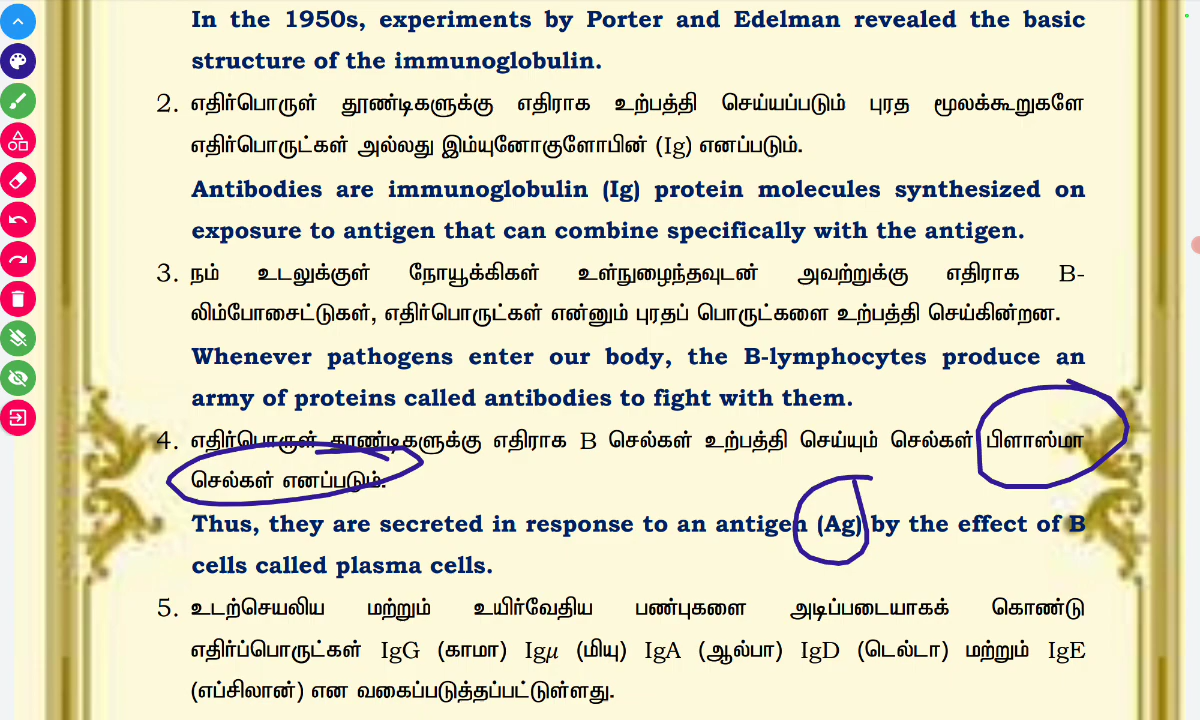 In the 1950s, experiments by Porter and Edelman revealed the basic
structure of the immunoglobulin.
2. எதிர்பொருள் தூண்டிகளுக்கு எதிராக உற்பத்தி செய்யப்படும் புரத மூலக்கூறுகளே
எதிர்பொருட்கள் அல்லது இம்யுனோகுளோபின் (Ig) எனப்படும்.
Antibodies are immunoglobulin (Ig) protein molecules synthesized on
exposure to antigen that can combine specifically with the antigen.
3. நம் உடலுக்குள் நோயூக்கிகள் உள்நுழைந்தவுடன் அவற்றுக்கு எதிராக B-
லிம்போசைட்டுகள், எதிர்பொருட்கள் என்னும் புரதப் பொருட்களை உற்பத்தி செய்கின்றன.
Whenever pathogens enter our body, the B-lymphocytes produce an
army of proteins called antibodies to fight with them.
4. எதிர்பொருள் தூண்டிகளுக்கு எதிராக B செல்கள் உற்பத்தி செய்யும் செல்கள் பிளாஸ்மா
செல்கள் எனப்படும்.
Thus, they are secreted in response to an antigen (Ag) by the effect of B
cells called plasma cells.
5. உடற்செயலிய மற்றும் உயிர்வேதிய பண்புகளை அடிப்படையாகக் கொண்டு
எதிர்ப்பொருட்கள் IgG (காமா) Igμ (மியு) IgA (ஆல்பா) IgD (டெல்டா) மற்றும் IgE
(எப்சிலான்) என வகைப்படுத்தப்பட்டுள்ளது.